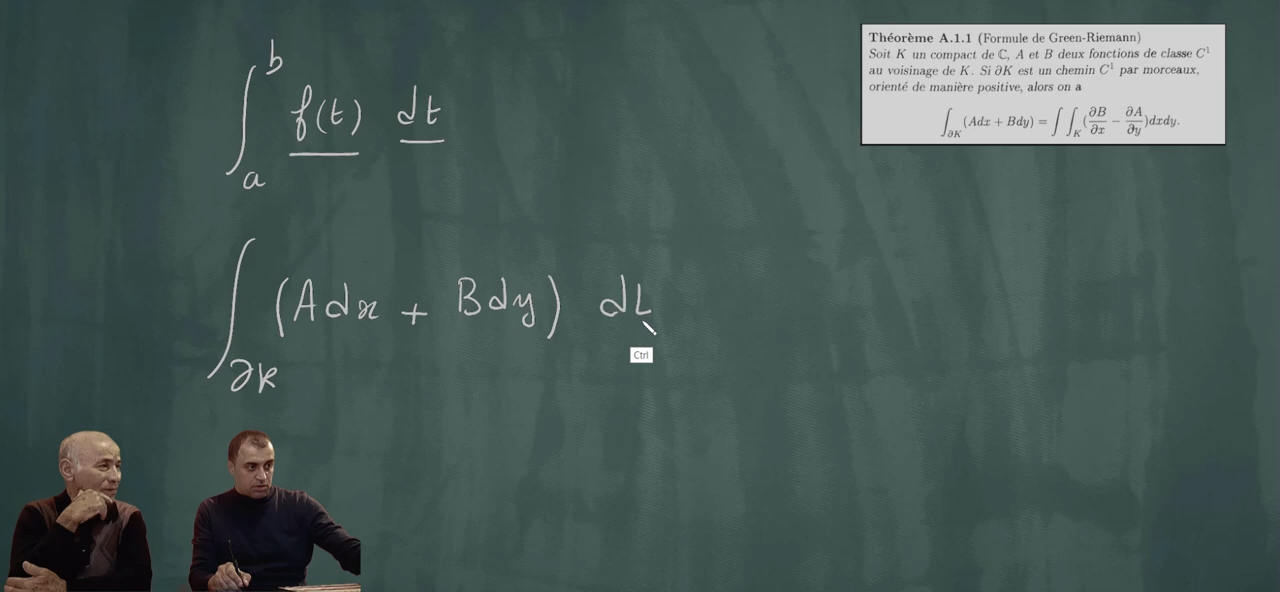 ∫_a^b f(t) dt
∫_∂K (Adx + Bdy) dt
Ctrl
Théorème A.1.1 (Formule de Green-Riemann)
Soit K un compact de ℂ, A et B deux fonctions de classe C¹
au voisinage de K. Si ∂K est un chemin C¹ par morceaux,
orienté de manière positive, alors on a
∫_∂K (Adx + Bdy) = ∫∫_K (∂B/∂x − ∂A/∂y)dxdy.